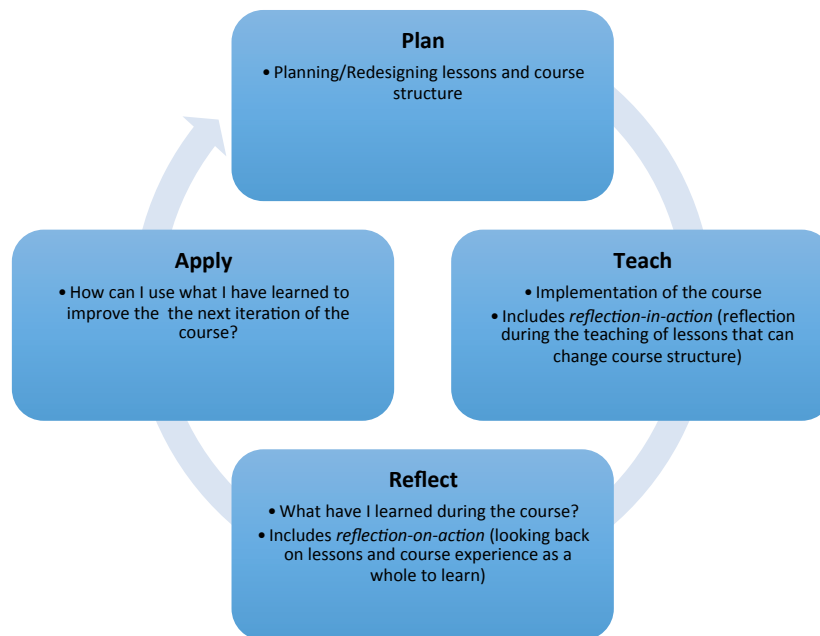 Plan
• Planning/Redesigning lessons and course
structure
Teach
• Implementation of the course
• Includes reflection-in-action (reflection
during the teaching of lessons that can
change course structure)
Reflect
• What have I learned during the course?
• Includes reflection-on-action (looking back
on lessons and course experience as a
whole to learn)
Apply
• How can I use what I have learned to
improve the the next iteration of the
course?